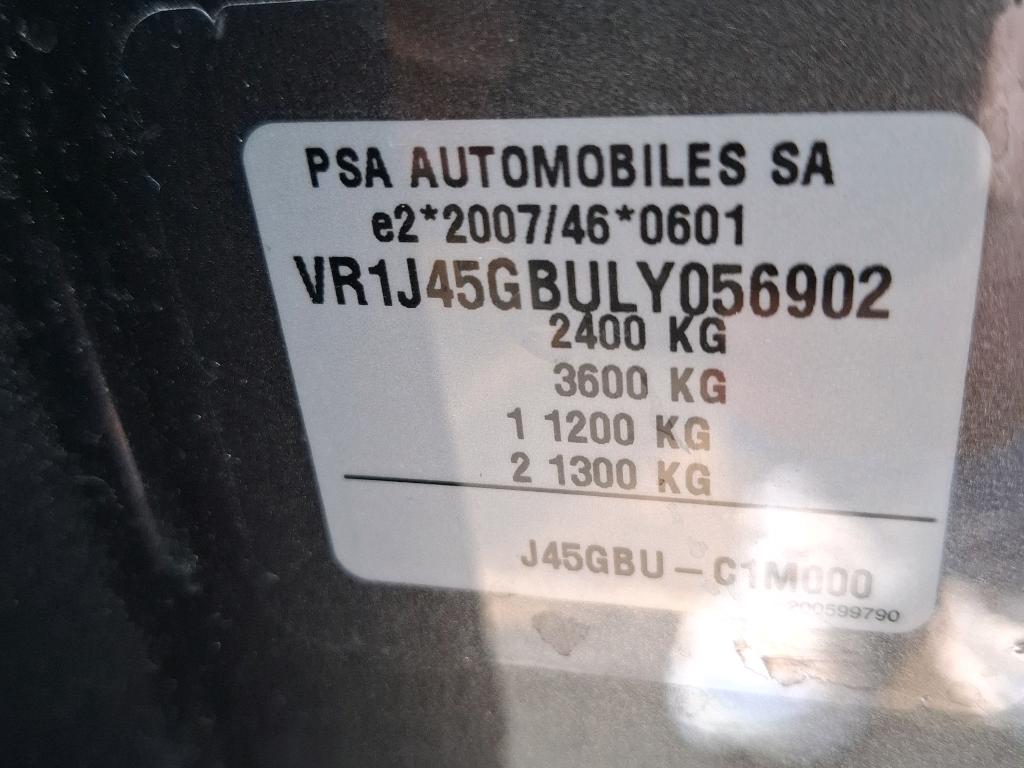 PSA AUTOMOBILES SA
e2*2007/46*0601
VR1J45GBULY056902
2400 KG
3600 KG
1 1200 KG
2 1300 KG
J45GBU – C1M000
200599790